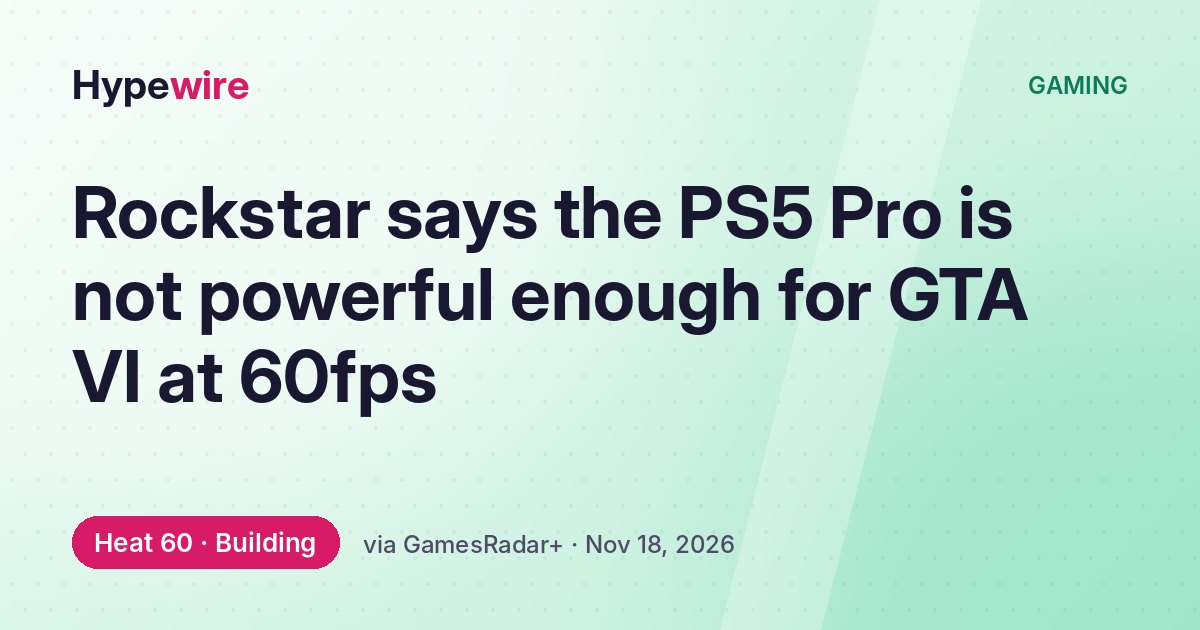 Hypewire
GAMING
Rockstar says the PS5 Pro is
not powerful enough for GTA
VI at 60fps
Heat 60 · Building
via GamesRadar+ · Nov 18, 2026